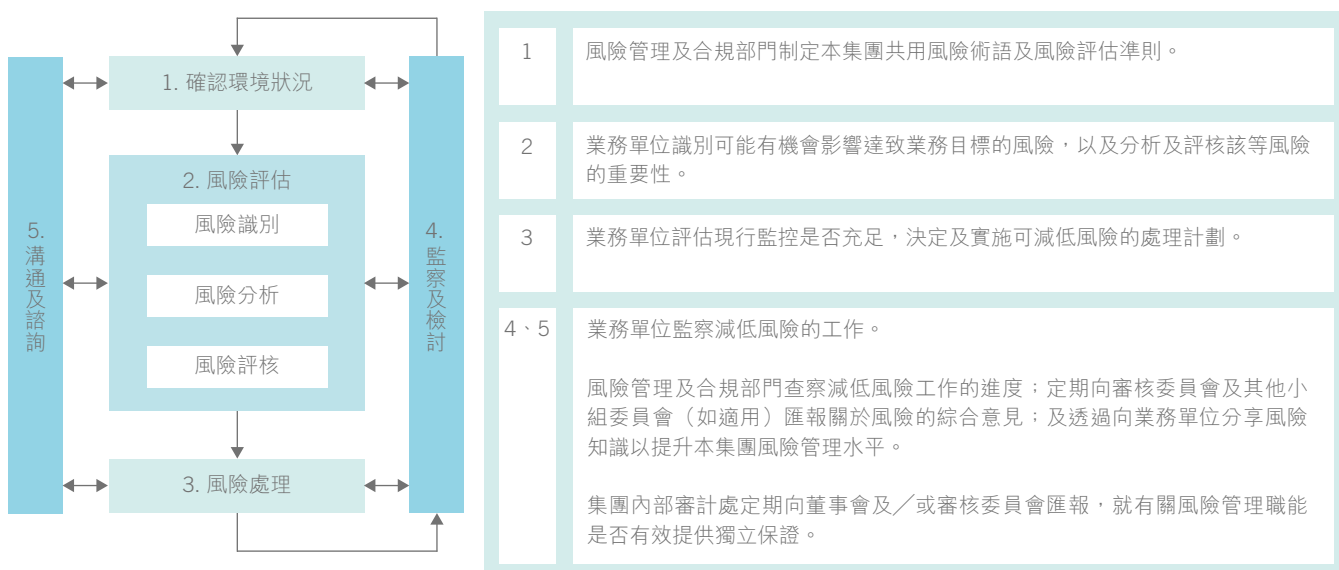 1. 確認環境狀況
2. 風險評估
風險識別
風險分析
風險評核
3. 風險處理
4.
監察及檢討
5.
溝通及諮詢
1
風險管理及合規部門制定本集團共用風險術語及風險評估準則。
2
業務單位識別可能有機會影響達致業務目標的風險，以及分析及評核該等風險
的重要性。
3
業務單位評估現行監控是否充足，決定及實施可減低風險的處理計劃。
4、5
業務單位監察減低風險的工作。
風險管理及合規部門查察減低風險工作的進度；定期向審核委員會及其他小
組委員會（如適用）匯報關於風險的綜合意見；及透過向業務單位分享風險
知識以提升本集團風險管理水平。
集團內部審計處定期向董事會及╱或審核委員會匯報，就有關風險管理職能
是否有效提供獨立保證。